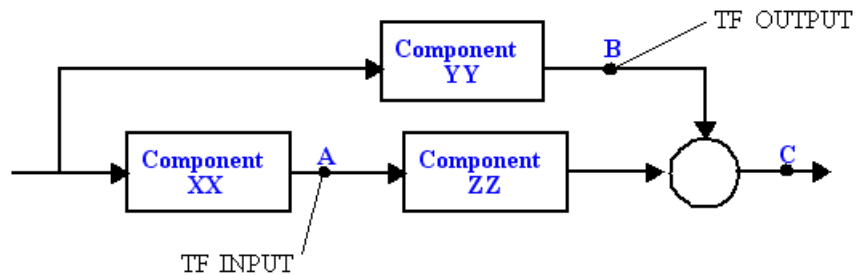 TF OUTPUT
Component
YY
B
Component
XX
A
Component
ZZ
C
TF INPUT